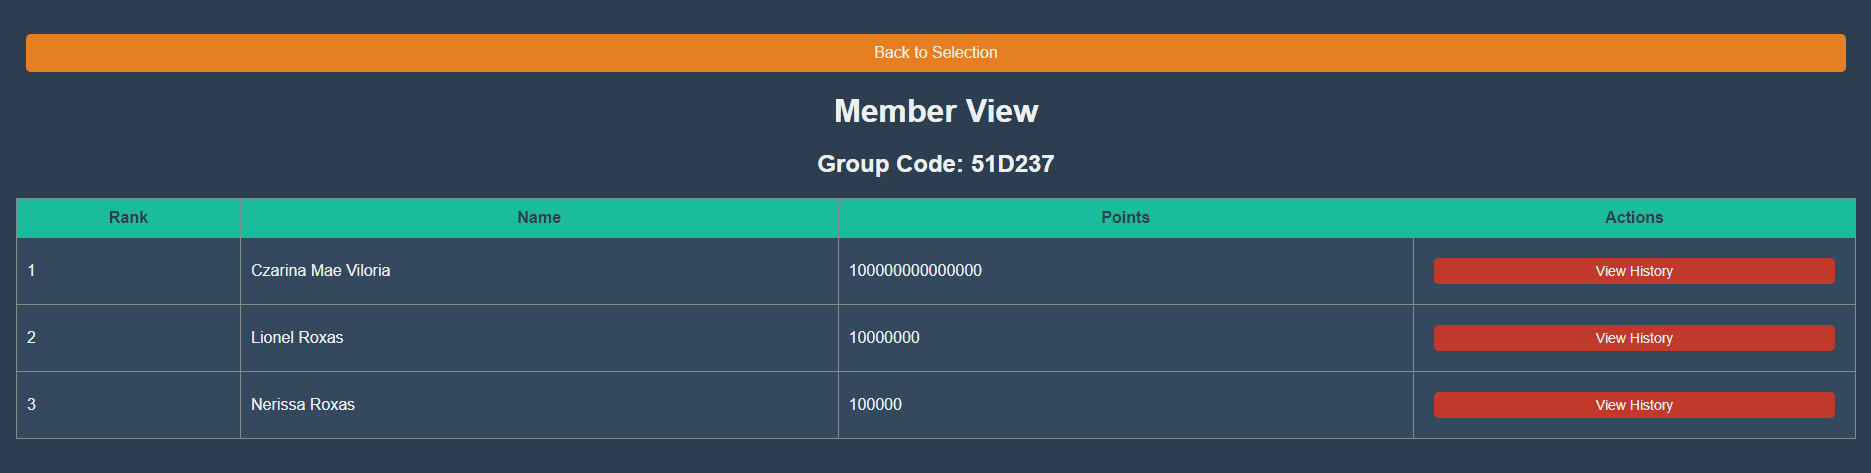 Back to Selection
Member View
Group Code: 51D237
Rank Name Points Actions
1 Czarina Mae Viloria 100000000000000 View History
2 Lionel Roxas 10000000 View History
3 Nerissa Roxas 100000 View History